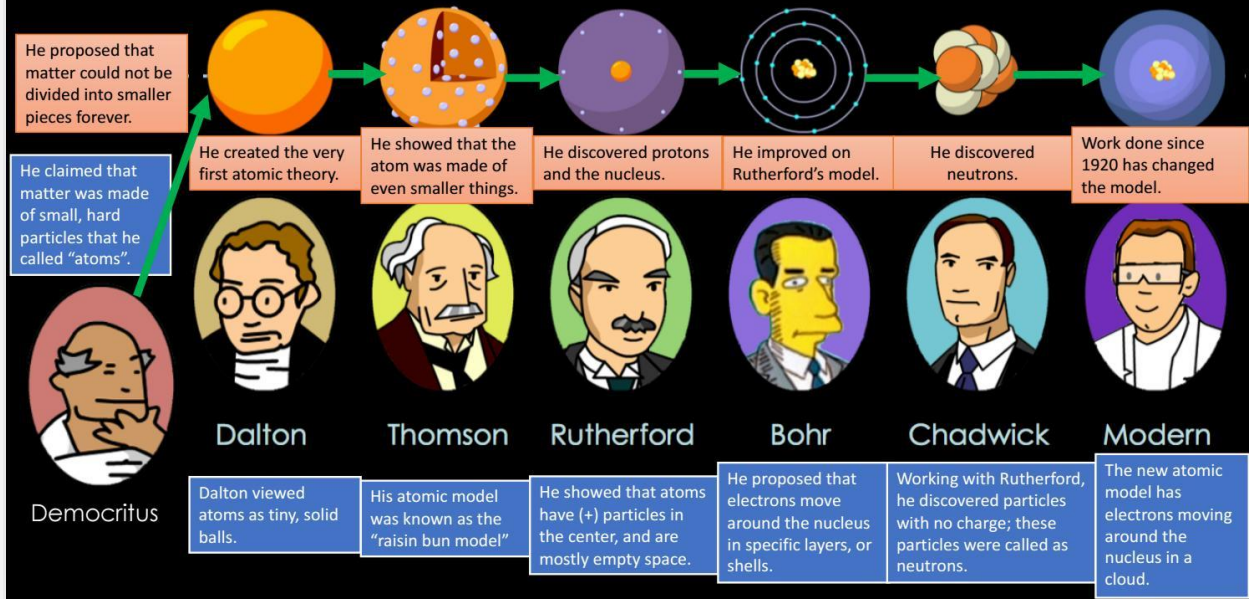 He proposed that
matter could not be
divided into smaller
pieces forever.
He claimed that
matter was made
of small, hard
particles that he
called “atoms”.
Democritus
He created the very
first atomic theory.
Dalton
Dalton viewed
atoms as tiny, solid
balls.
He showed that the
atom was made of
even smaller things.
Thomson
His atomic model
was known as the
“raisin bun model”
He discovered protons
and the nucleus.
Rutherford
He showed that atoms
have (+) particles in
the center, and are
mostly empty space.
He improved on
Rutherford’s model.
Bohr
He proposed that
electrons move
around the nucleus
in specific layers, or
shells.
He discovered
neutrons.
Chadwick
Working with Rutherford,
he discovered particles
with no charge; these
particles were called as
neutrons.
Work done since
1920 has changed
the model.
Modern
The new atomic
model has
electrons moving
around the
nucleus in a
cloud.